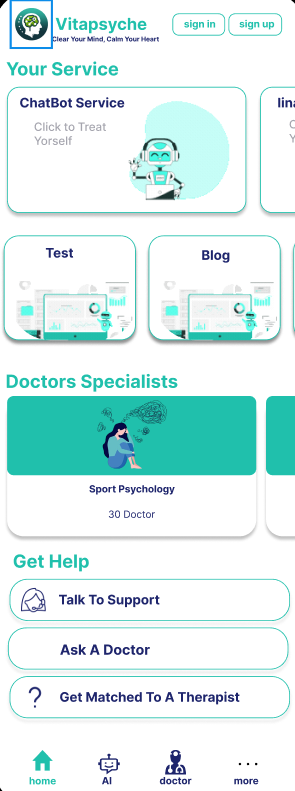 Vitapsyche
Clear Your Mind, Calm Your Heart
sign in
sign up
Your Service
ChatBot Service
Click to Treat
Yorself
lina
C
Y
Test
Blog
Doctors Specialists
Sport Psychology
30 Doctor
Get Help
Talk To Support
Ask A Doctor
? Get Matched To A Therapist
home
AI
doctor
more